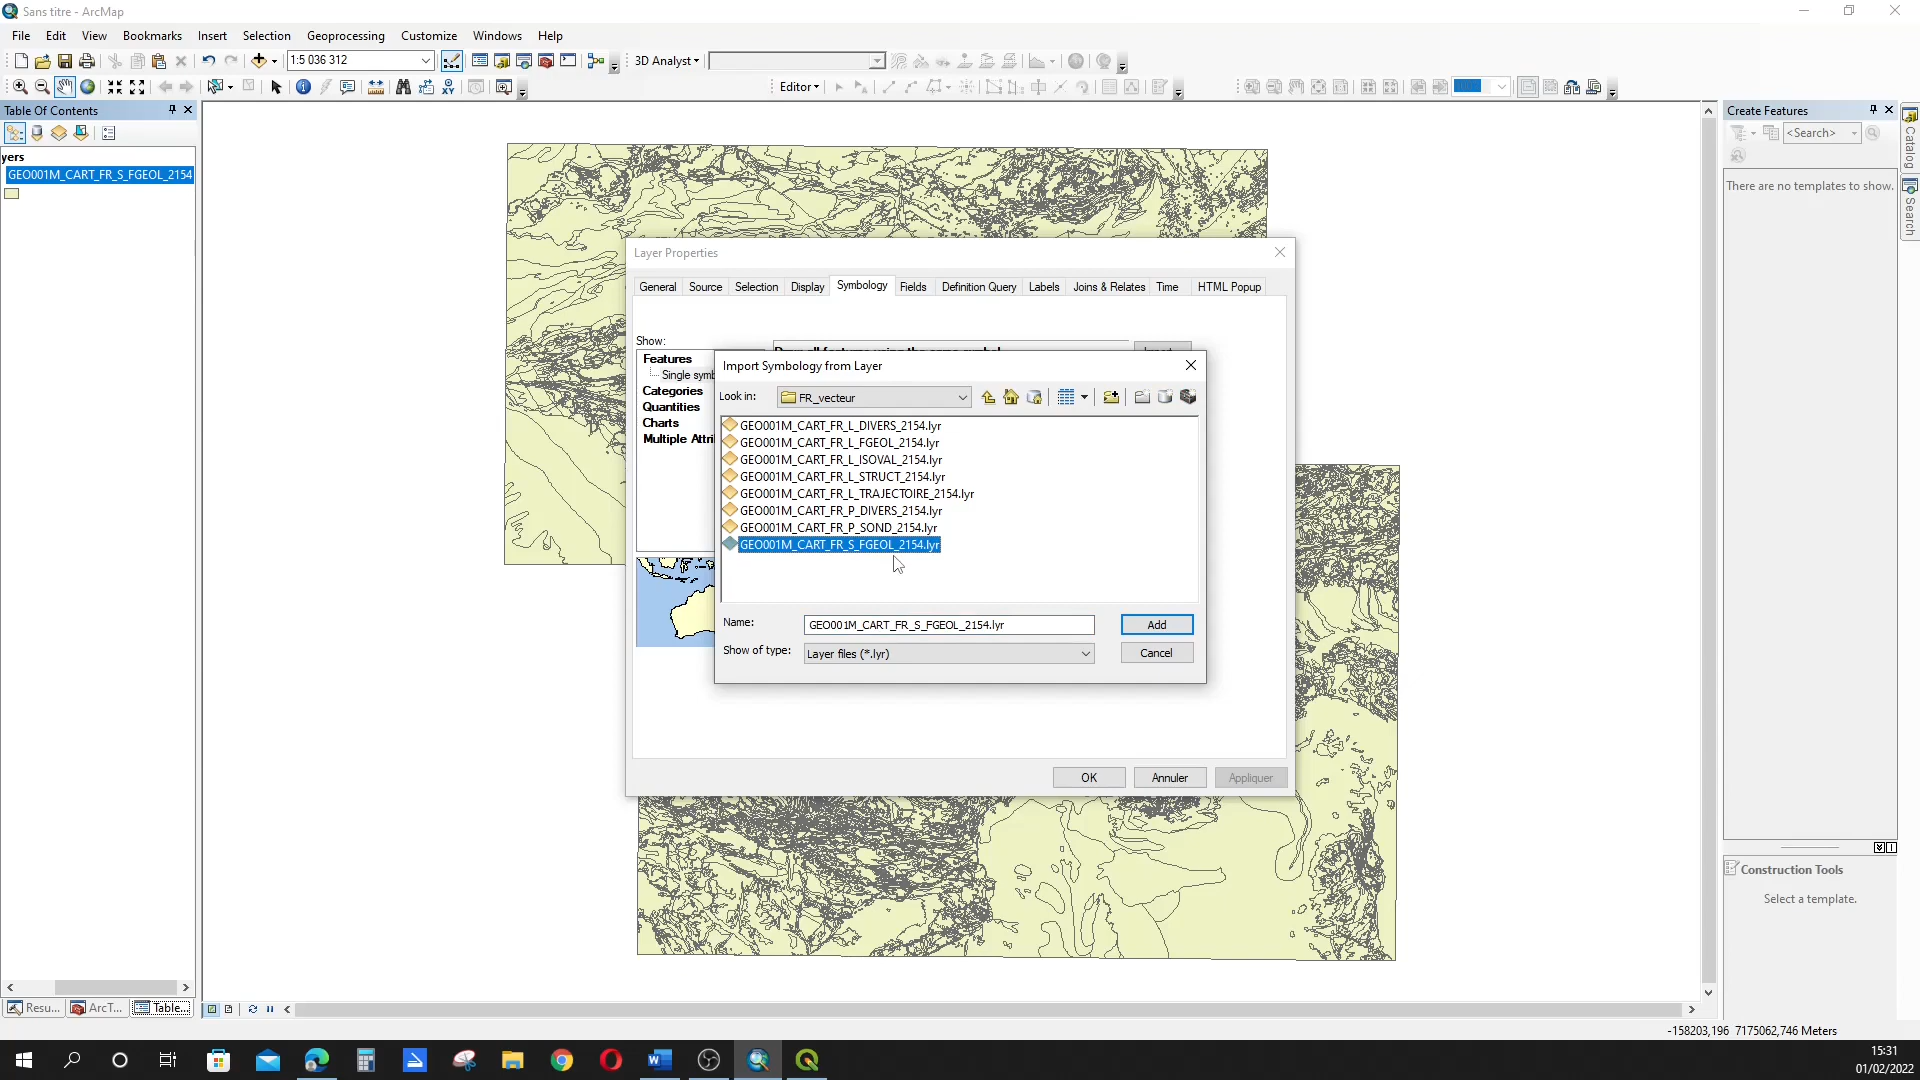 Sans titre - ArcMap
File Edit View Bookmarks Insert Selection Geoprocessing Customize Windows Help
1:5 036 312
3D Analyst
Editor
Table Of Contents
yers
GEO001M_CART_FR_S_FGEOL_2154
Create Features
<Search>
There are no templates to show.
Catalog
Search
Layer Properties
General Source Selection Display Symbology Fields Definition Query Labels Joins & Relates Time HTML Popup
Show:
Features
Single symb
Categories
Quantities
Charts
Multiple Attri
Import Symbology from Layer
Look in: FR_vecteur
GEO001M_CART_FR_L_DIVERS_2154.lyr
GEO001M_CART_FR_L_FGEOL_2154.lyr
GEO001M_CART_FR_L_ISOVAL_2154.lyr
GEO001M_CART_FR_L_STRUCT_2154.lyr
GEO001M_CART_FR_L_TRAJECTOIRE_2154.lyr
GEO001M_CART_FR_P_DIVERS_2154.lyr
GEO001M_CART_FR_P_SOND_2154.lyr
GEO001M_CART_FR_S_FGEOL_2154.lyr
Name: GEO001M_CART_FR_S_FGEOL_2154.lyr Add
Show of type: Layer files (*.lyr) Cancel
OK Annuler Appliquer
Construction Tools
Select a template.
Resu... ArcT... Table...
-158203,196 7175062,746 Meters
15:31
01/02/2022